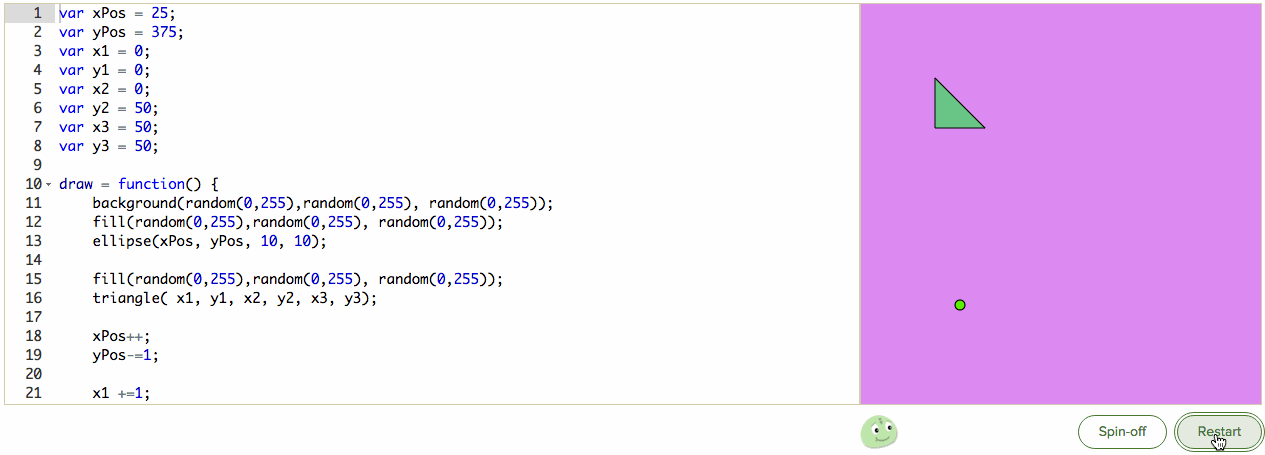 1 var xPos = 25;
2 var yPos = 375;
3 var x1 = 0;
4 var y1 = 0;
5 var x2 = 0;
6 var y2 = 50;
7 var x3 = 50;
8 var y3 = 50;
9
10 draw = function() {
11 background(random(0,255),random(0,255), random(0,255));
12 fill(random(0,255),random(0,255), random(0,255));
13 ellipse(xPos, yPos, 10, 10);
14
15 fill(random(0,255),random(0,255), random(0,255));
16 triangle( x1, y1, x2, y2, x3, y3);
17
18 xPos++;
19 yPos-=1;
20
21 x1 +=1;
Spin-off
Restart